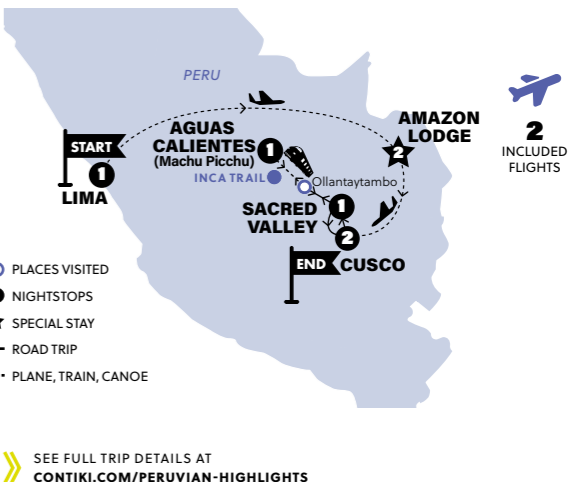 PERU
START
1
LIMA
AGUAS
CALIENTES
(Machu Picchu)
1
INCA TRAIL
Ollantaytambo
SACRED
VALLEY
1
2
END
CUSCO
AMAZON
LODGE
2
2
INCLUDED
FLIGHTS
PLACES VISITED
NIGHTSTOPS
SPECIAL STAY
ROAD TRIP
PLANE, TRAIN, CANOE
SEE FULL TRIP DETAILS AT
CONTIKI.COM/PERUVIAN-HIGHLIGHTS